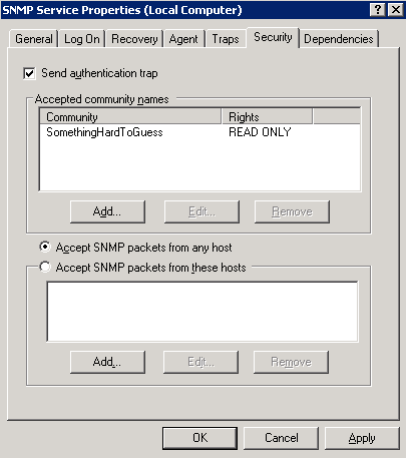 SNMP Service Properties (Local Computer)
General Log On Recovery Agent Traps Security Dependencies
Send authentication trap
Accepted community names
Community Rights
SomethingHardToGuess READ ONLY
Add... Edit... Remove
Accept SNMP packets from any host
Accept SNMP packets from these hosts
Add... Edit... Remove
OK Cancel Apply